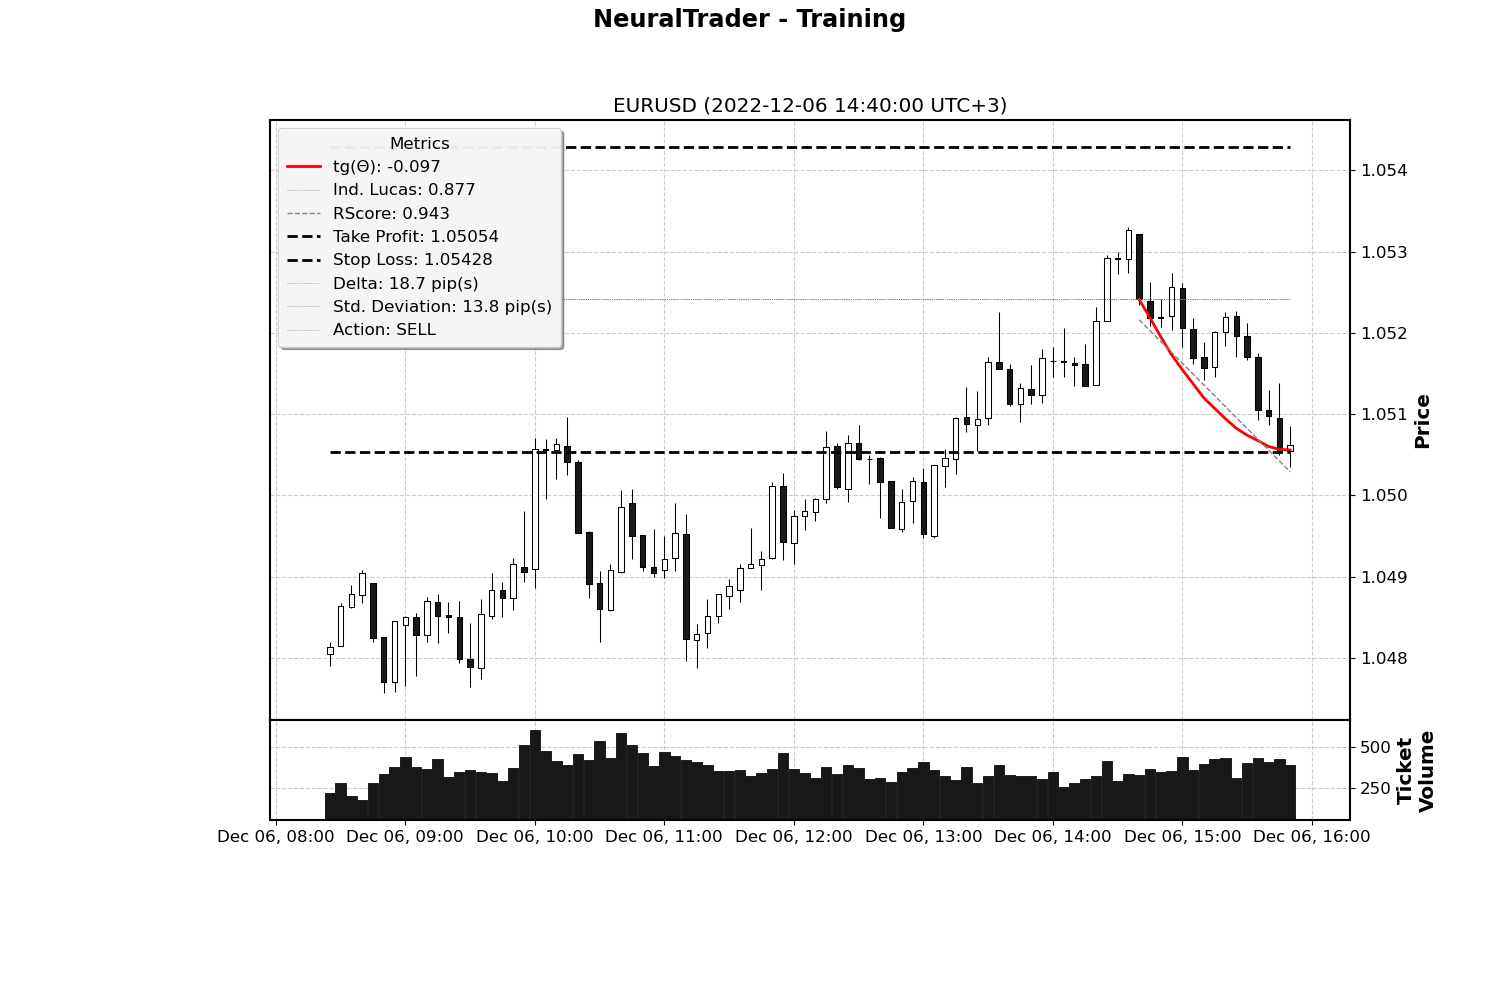 NeuralTrader - Training
EURUSD (2022-12-06 14:40:00 UTC+3)
Metrics
tg(Θ): -0.097
Ind. Lucas: 0.877
RScore: 0.943
Take Profit: 1.05054
Stop Loss: 1.05428
Delta: 18.7 pip(s)
Std. Deviation: 13.8 pip(s)
Action: SELL
1.054
1.053
1.052
1.051
1.050
1.049
1.048
Price
500
250
Ticket
Volume
Dec 06, 08:00 Dec 06, 09:00 Dec 06, 10:00 Dec 06, 11:00 Dec 06, 12:00 Dec 06, 13:00 Dec 06, 14:00 Dec 06, 15:00 Dec 06, 16:00